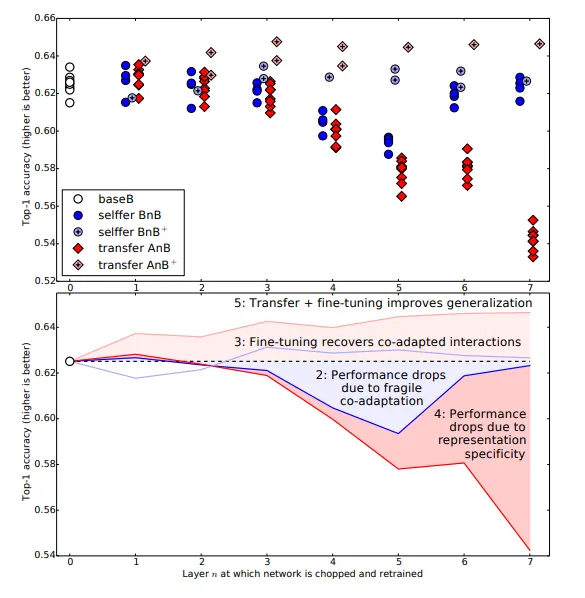 0.66
0.64
0.62
0.60
0.58
0.56
0.54
0.52
Top-1 accuracy (higher is better)
baseB
selffer BnB
selffer BnB⁺
transfer AnB
transfer AnB⁺
0 1 2 3 4 5 6 7
5: Transfer + fine-tuning improves generalization
3: Fine-tuning recovers co-adapted interactions
2: Performance drops
due to fragile
co-adaptation
4: Performance
drops due to
representation
specificity
0.64
0.62
0.60
0.58
0.56
0.54
Top-1 accuracy (higher is better)
0 1 2 3 4 5 6 7
Layer n at which network is chopped and retrained